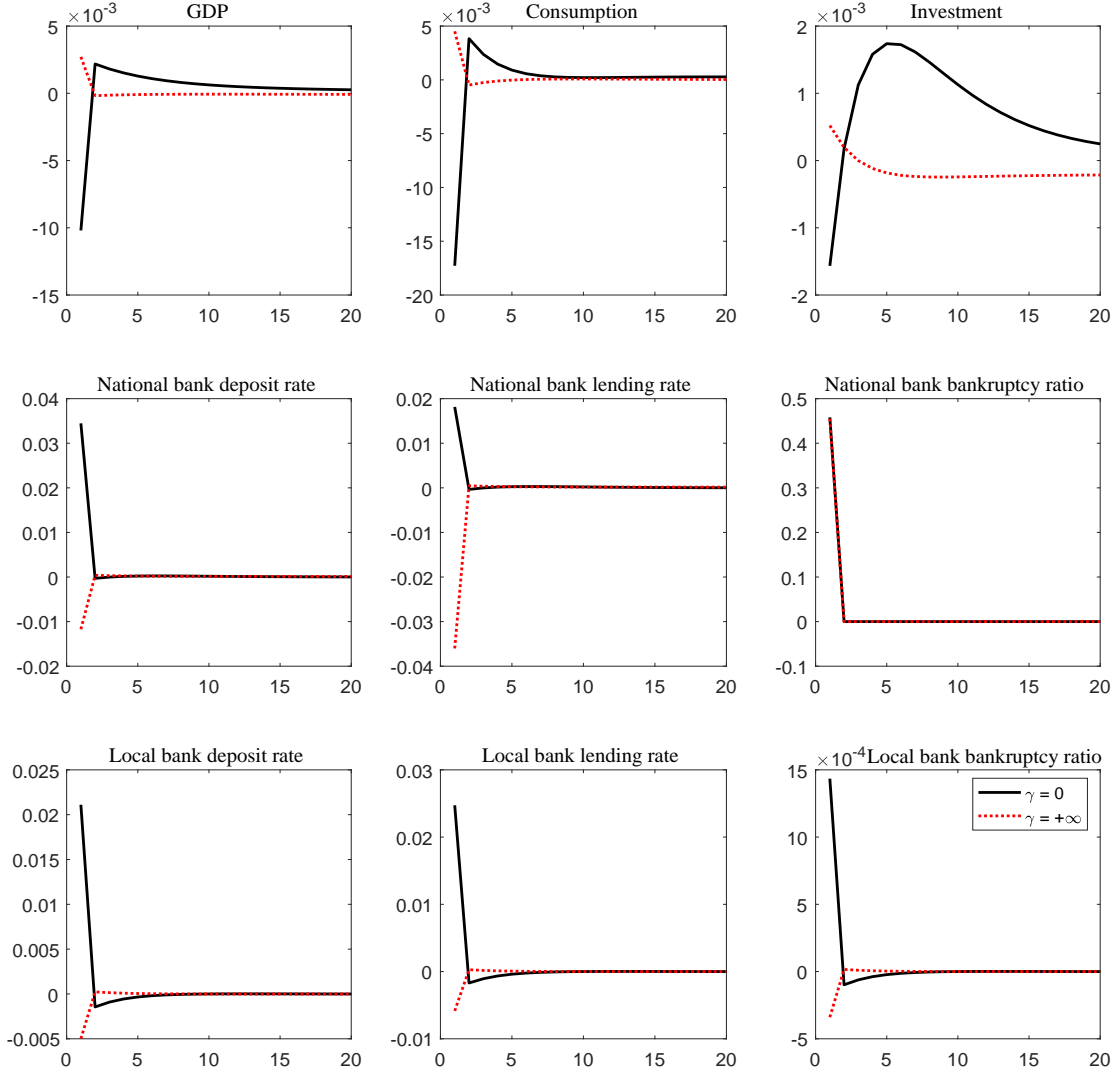 GDP Consumption Investment
×10^-3 ×10^-3 ×10^-3
5 5 2
0 0 1
-5 -5 0
-10 -10 -1
-15 -15 -2
-20
0 5 10 15 20 0 5 10 15 20 0 5 10 15 20
National bank deposit rate National bank lending rate National bank bankruptcy ratio
0.04 0.02 0.5
0.03 0.01 0.4
0.02 0 0.3
0.01 -0.01 0.2
0 -0.02 0.1
-0.01 -0.03 0
-0.02 -0.04 -0.1
0 5 10 15 20 0 5 10 15 20 0 5 10 15 20
Local bank deposit rate Local bank lending rate ×10^-4 Local bank bankruptcy ratio
0.025 0.03 15
0.02 0.02 10
0.015 0.01 5
0.01 0 0
0.005 -0.01 -5
0
-0.005
γ = 0
γ = +∞
0 5 10 15 20 0 5 10 15 20 0 5 10 15 20